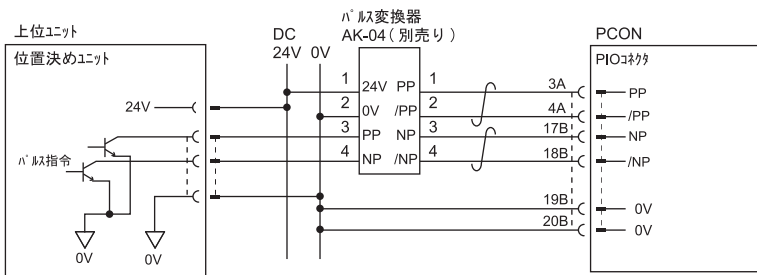 上位ユニット
位置決めユニット
24V
パルス指令
0V
0V
DC
24V 0V
パルス変換器
AK-04(別売り)
1 24V PP 1
2 0V /PP 2
3 PP NP 3
4 NP /NP 4
PCON
PIOコネクタ
3A PP
4A /PP
17B NP
18B /NP
19B 0V
20B 0V